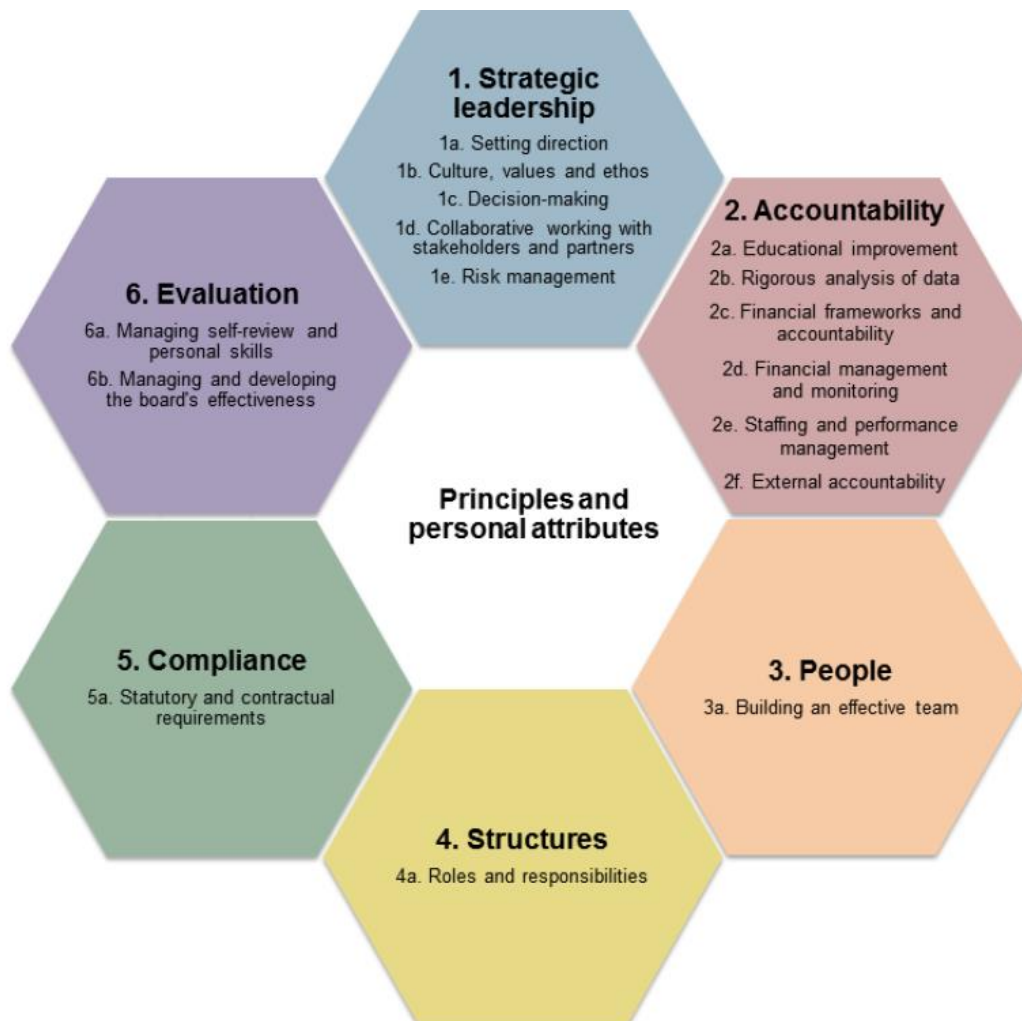 1. Strategic
leadership
1a. Setting direction
1b. Culture, values and ethos
1c. Decision-making
1d. Collaborative working with
stakeholders and partners
1e. Risk management
2. Accountability
2a. Educational improvement
2b. Rigorous analysis of data
2c. Financial frameworks and
accountability
2d. Financial management
and monitoring
2e. Staffing and performance
management
2f. External accountability
3. People
3a. Building an effective team
4. Structures
4a. Roles and responsibilities
5. Compliance
5a. Statutory and contractual
requirements
6. Evaluation
6a. Managing self-review and
personal skills
6b. Managing and developing
the board's effectiveness
Principles and
personal attributes